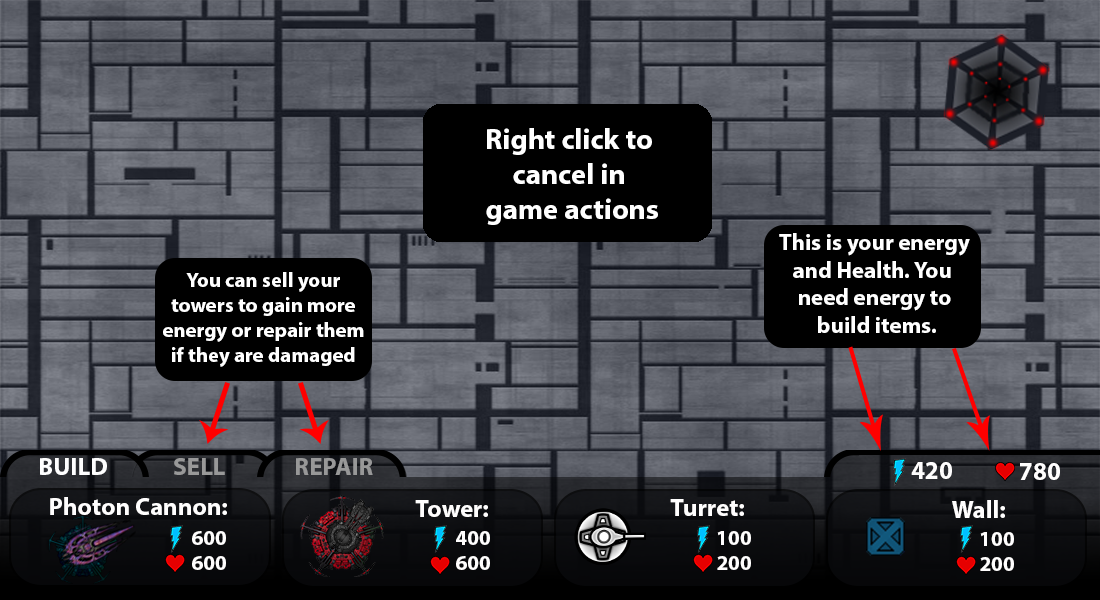 Right click to
cancel in
game actions
This is your energy
and Health. You
need energy to
build items.
You can sell your
towers to gain more
energy or repair them
if they are damaged
BUILD SELL REPAIR
420 780
Photon Cannon:
600
600
Tower:
400
600
Turret:
100
200
Wall:
100
200